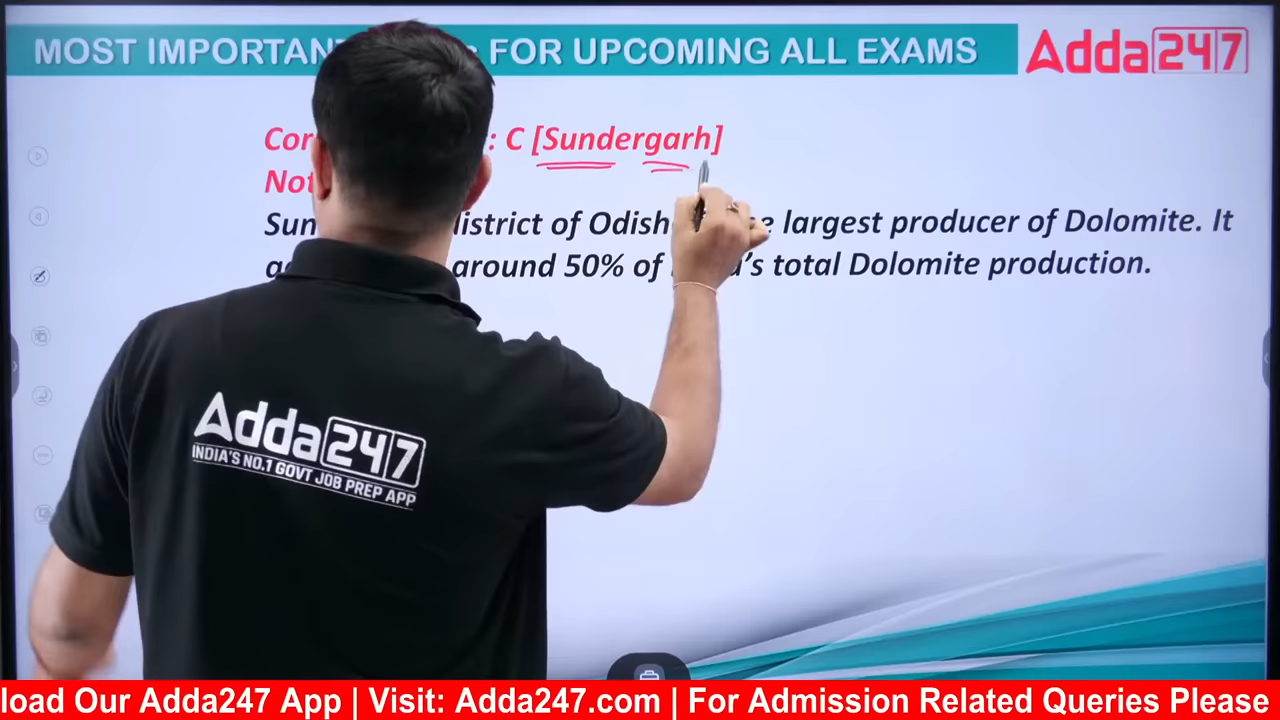 MOST IMPORTANT FOR UPCOMING ALL EXAMS
Adda247
: C [Sundergarh]
district of Odish largest producer of Dolomite. It
around 50% of total Dolomite production.
Adda247
INDIA'S NO.1 GOVT JOB PREP APP
load Our Adda247 App | Visit: Adda247.com | For Admission Related Queries Please